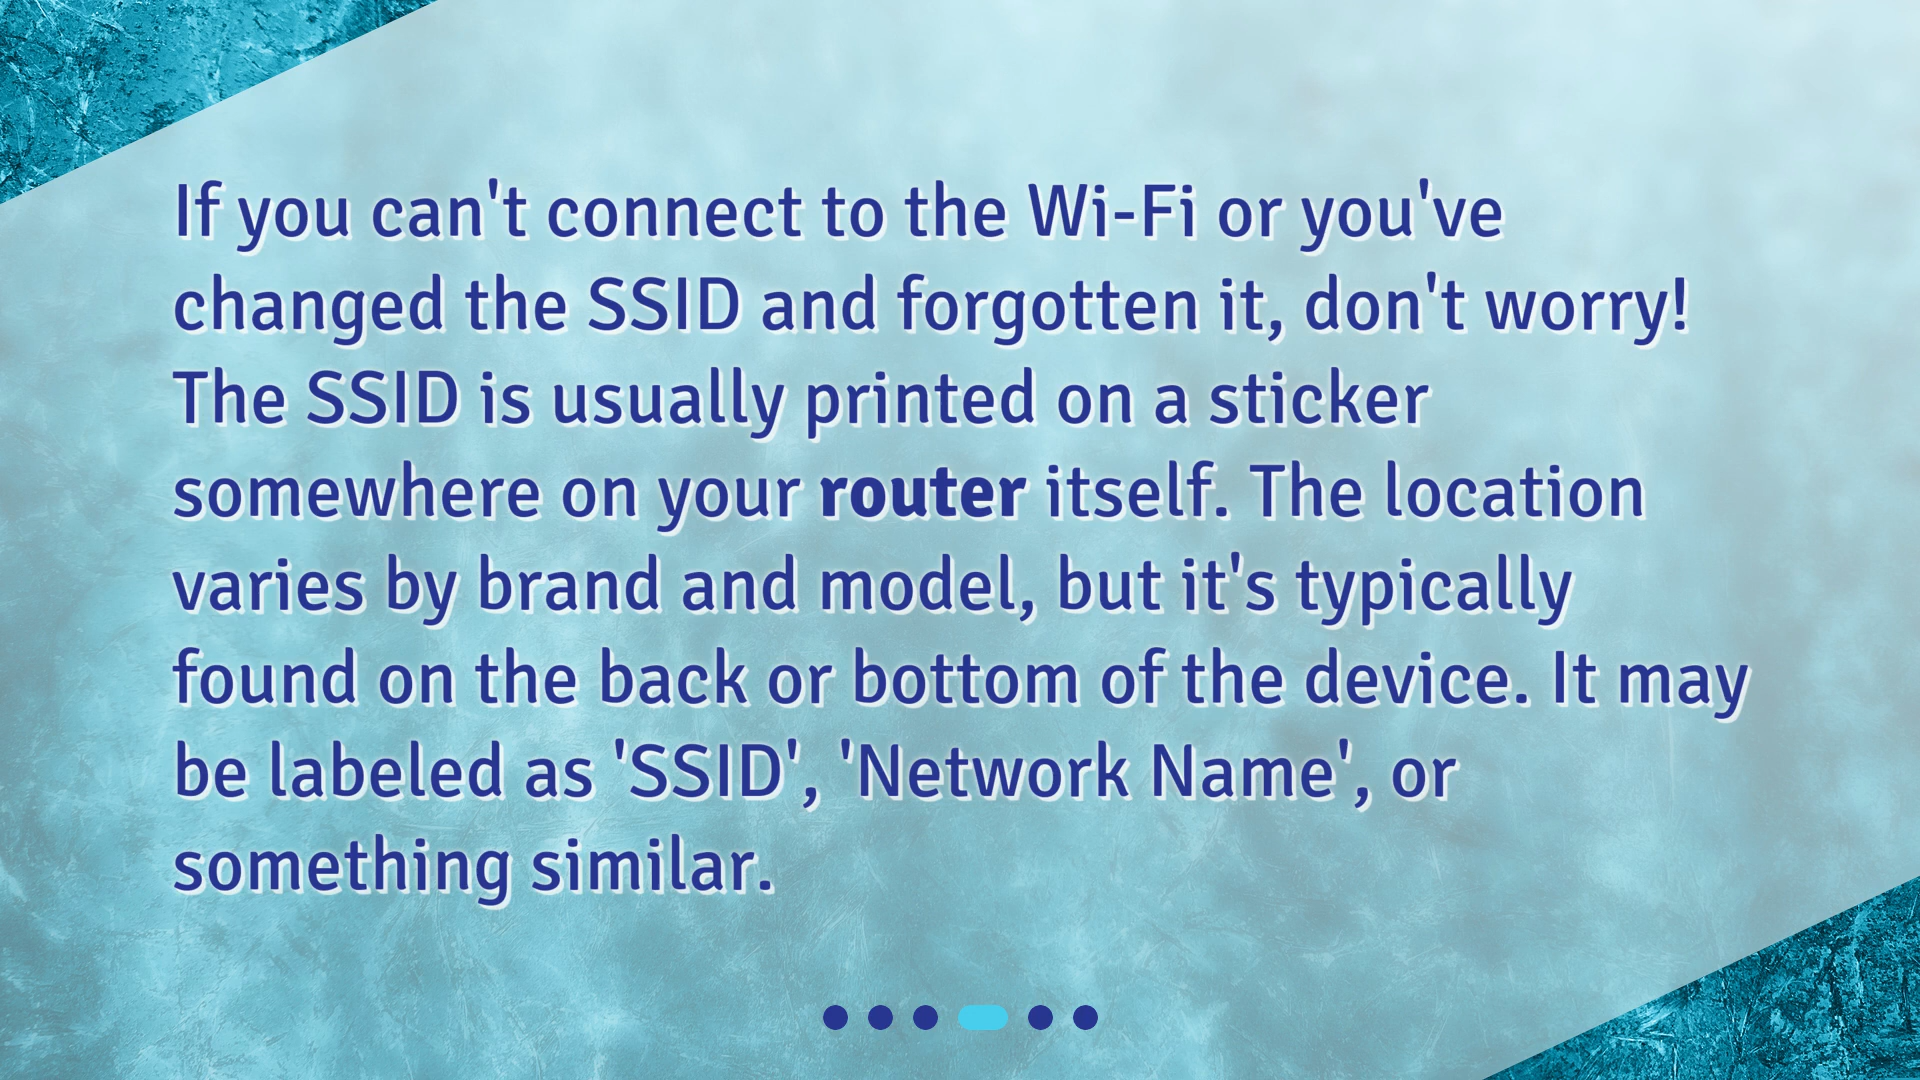 If you can't connect to the Wi-Fi or you've
changed the SSID and forgotten it, don't worry!
The SSID is usually printed on a sticker
somewhere on your router itself. The location
varies by brand and model, but it's typically
found on the back or bottom of the device. It may
be labeled as 'SSID', 'Network Name', or
something similar.